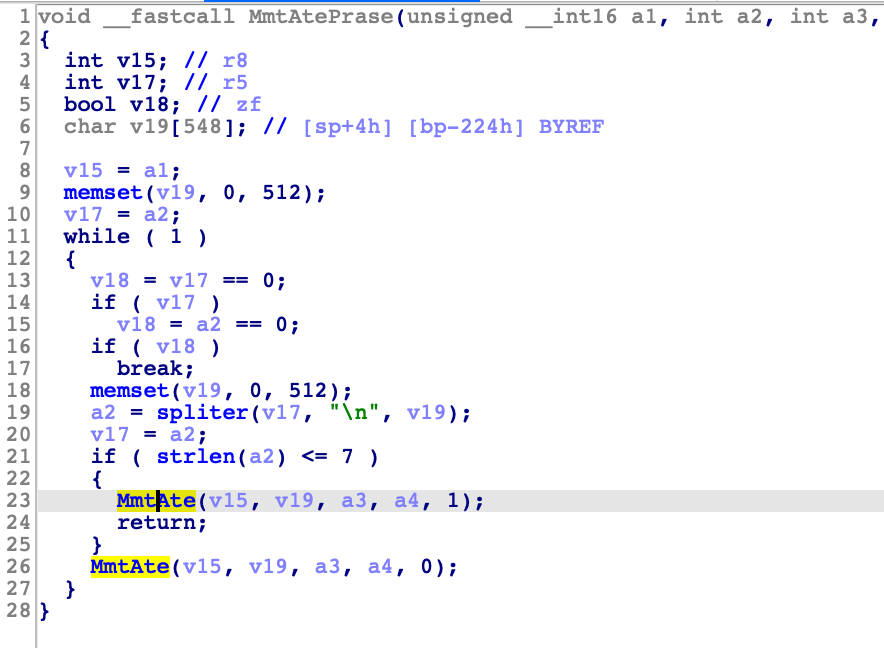 1 void __fastcall MmtAtePrase(unsigned __int16 a1, int a2, int a3,
2 {
3   int v15; // r8
4   int v17; // r5
5   bool v18; // zf
6   char v19[548]; // [sp+4h] [bp-224h] BYREF
7
8   v15 = a1;
9   memset(v19, 0, 512);
10   v17 = a2;
11   while ( 1 )
12   {
13     v18 = v17 == 0;
14     if ( v17 )
15       v18 = a2 == 0;
16     if ( v18 )
17       break;
18     memset(v19, 0, 512);
19     a2 = spliter(v17, "\n", v19);
20     v17 = a2;
21     if ( strlen(a2) <= 7 )
22     {
23       MmtAte(v15, v19, a3, a4, 1);
24       return;
25     }
26     MmtAte(v15, v19, a3, a4, 0);
27   }
28 }